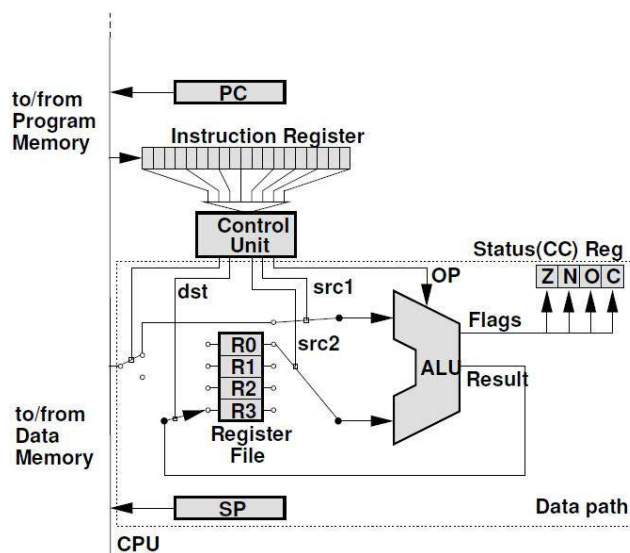 PC
to/from
Program
Memory
Instruction Register
Control
Unit
Status(CC) Reg
Z N O C
OP
dst
src1
Flags
src2
R0
R1
R2
R3
ALU
Result
Register
File
to/from
Data
Memory
SP
Data path
CPU